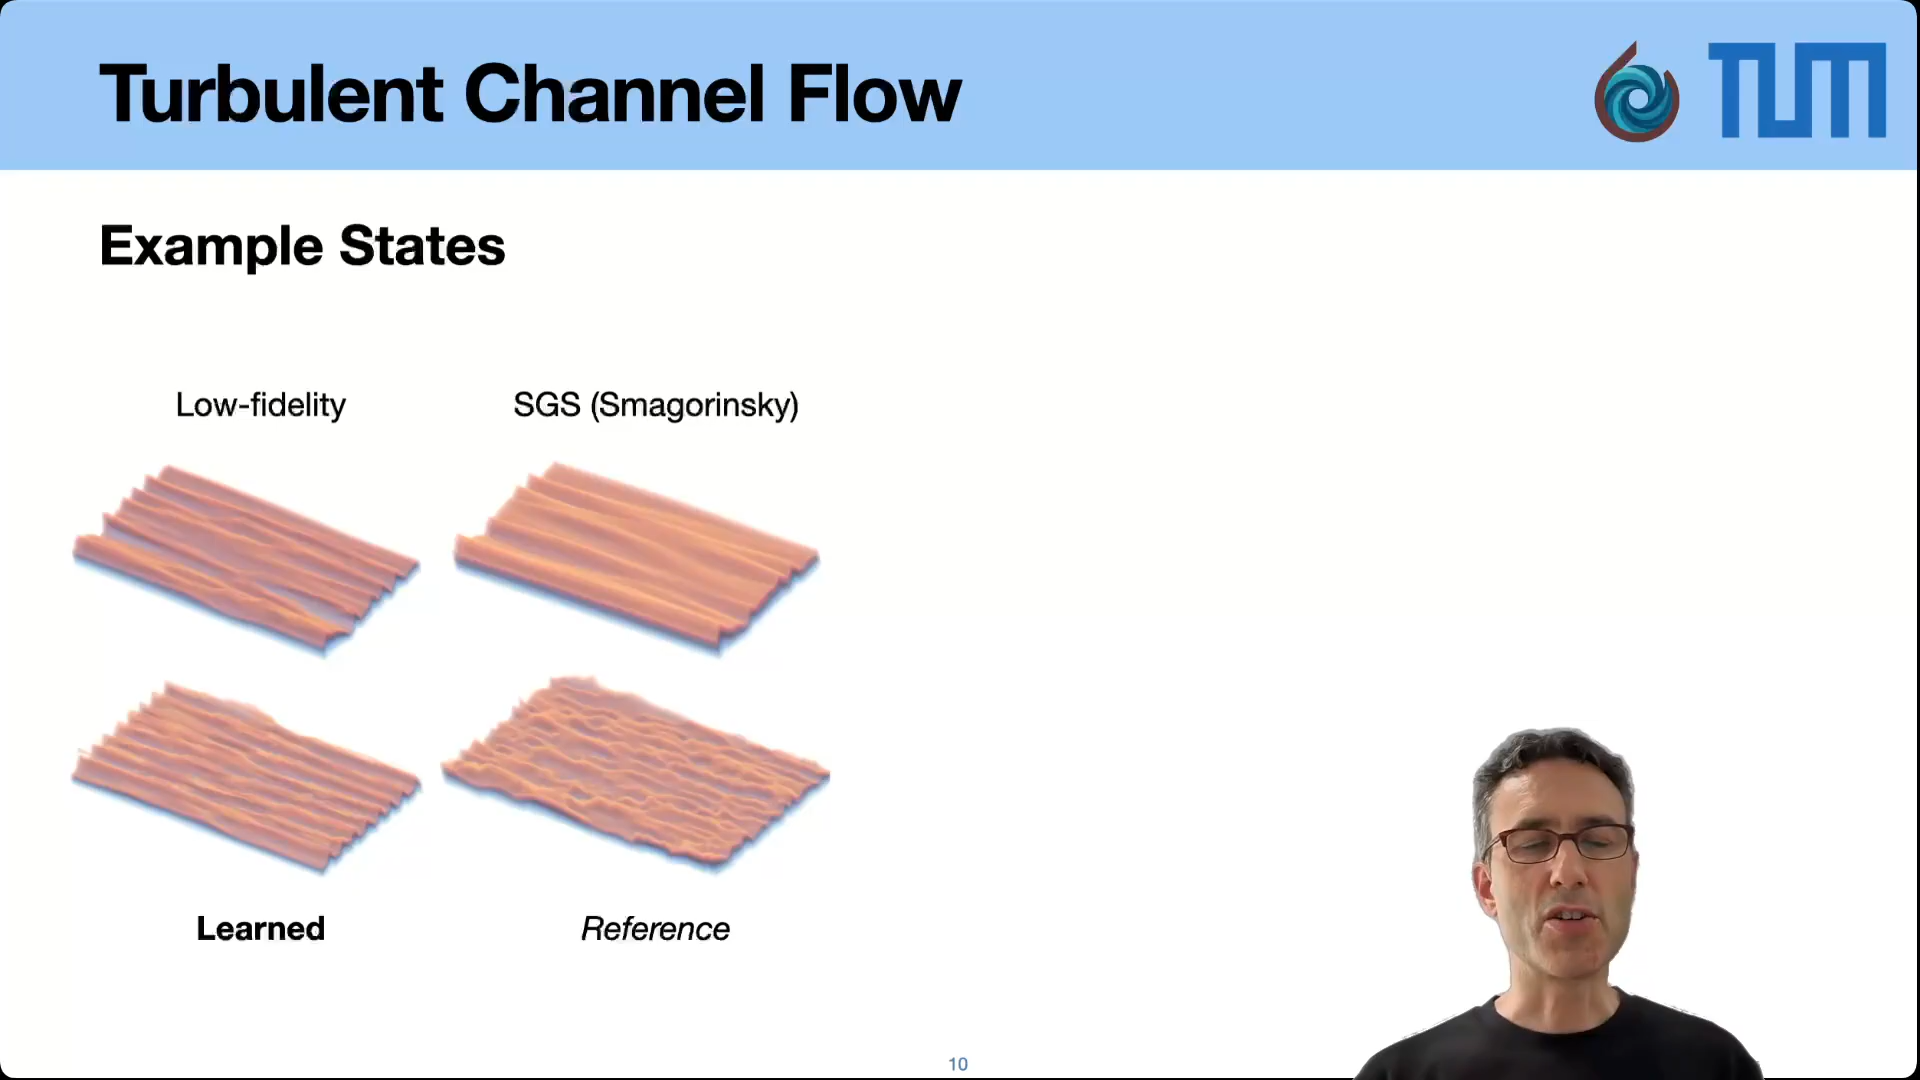 Turbulent Channel Flow
TUM
Example States
Low-fidelity
SGS (Smagorinsky)
Learned
Reference
10